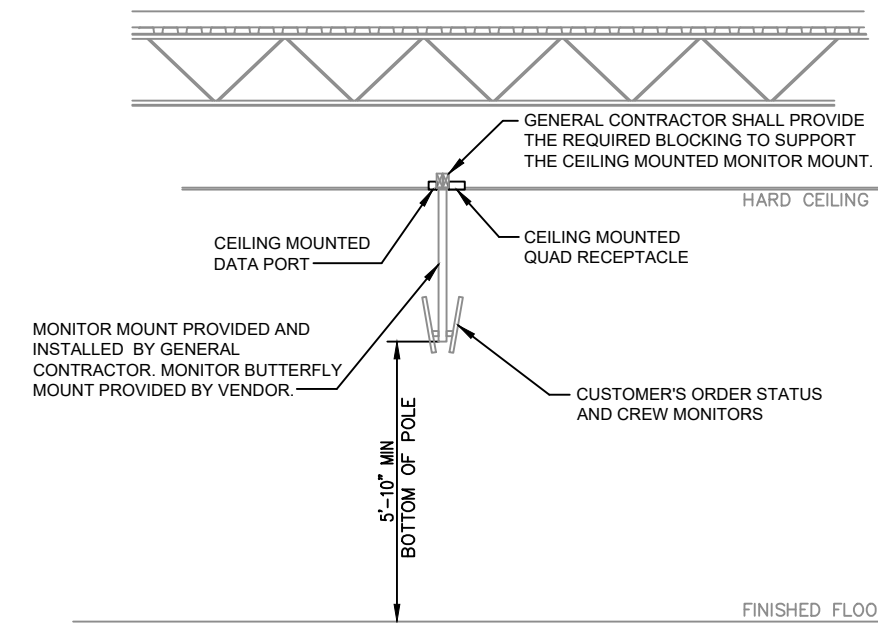 GENERAL CONTRACTOR SHALL PROVIDE
THE REQUIRED BLOCKING TO SUPPORT
THE CEILING MOUNTED MONITOR MOUNT.
HARD CEILING
CEILING MOUNTED
DATA PORT
CEILING MOUNTED
QUAD RECEPTACLE
MONITOR MOUNT PROVIDED AND
INSTALLED BY GENERAL
CONTRACTOR. MONITOR BUTTERFLY
MOUNT PROVIDED BY VENDOR.
CUSTOMER'S ORDER STATUS
AND CREW MONITORS
5'-10" MIN
BOTTOM OF POLE
FINISHED FLOO